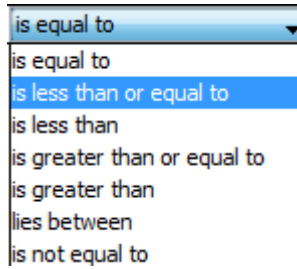 is equal to
is equal to
is less than or equal to
is less than
is greater than or equal to
is greater than
lies between
is not equal to